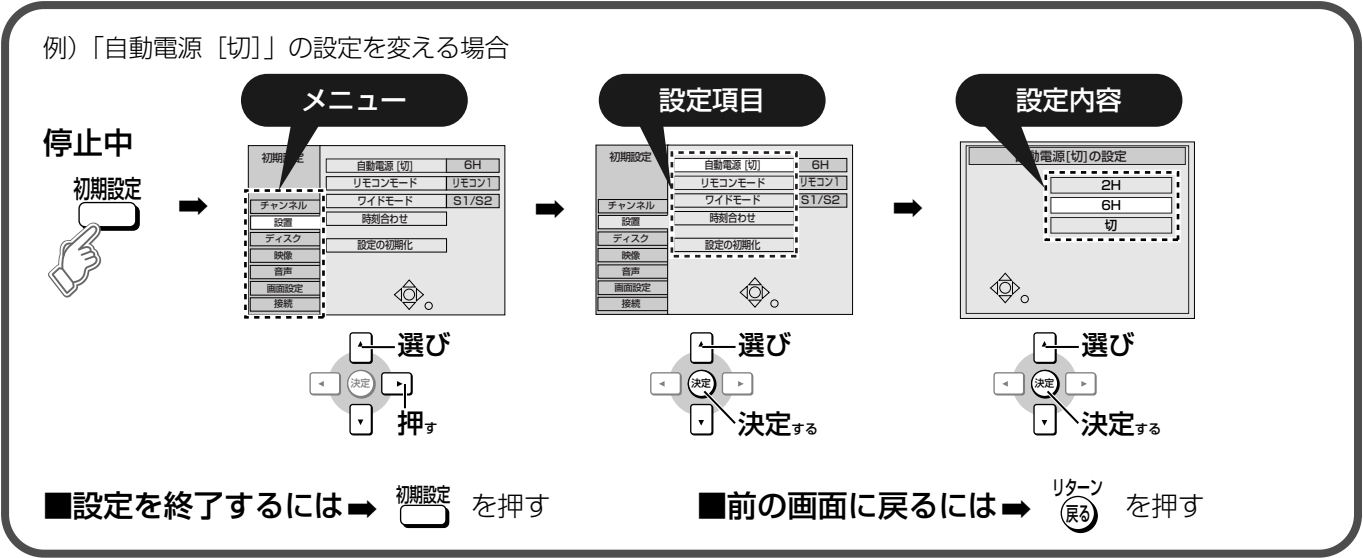 例）「自動電源［切］」の設定を変える場合
停止中
初期設定
メニュー
初期設定
自動電源 [切] 6H
リモコンモード リモコン1
ワイドモード S1/S2
時刻合わせ
設定の初期化
チャンネル
設置
ディスク
映像
音声
画面設定
接続
選び
決定
押す
設定項目
初期設定
自動電源 [切] 6H
リモコンモード リモコン1
ワイドモード S1/S2
時刻合わせ
設定の初期化
チャンネル
設置
ディスク
映像
音声
画面設定
接続
選び
決定
決定する
設定内容
動電源[切]の設定
2H
6H
切
選び
決定
決定する
■設定を終了するには➡ 初期設定 を押す
■前の画面に戻るには➡ リターン 戻る を押す